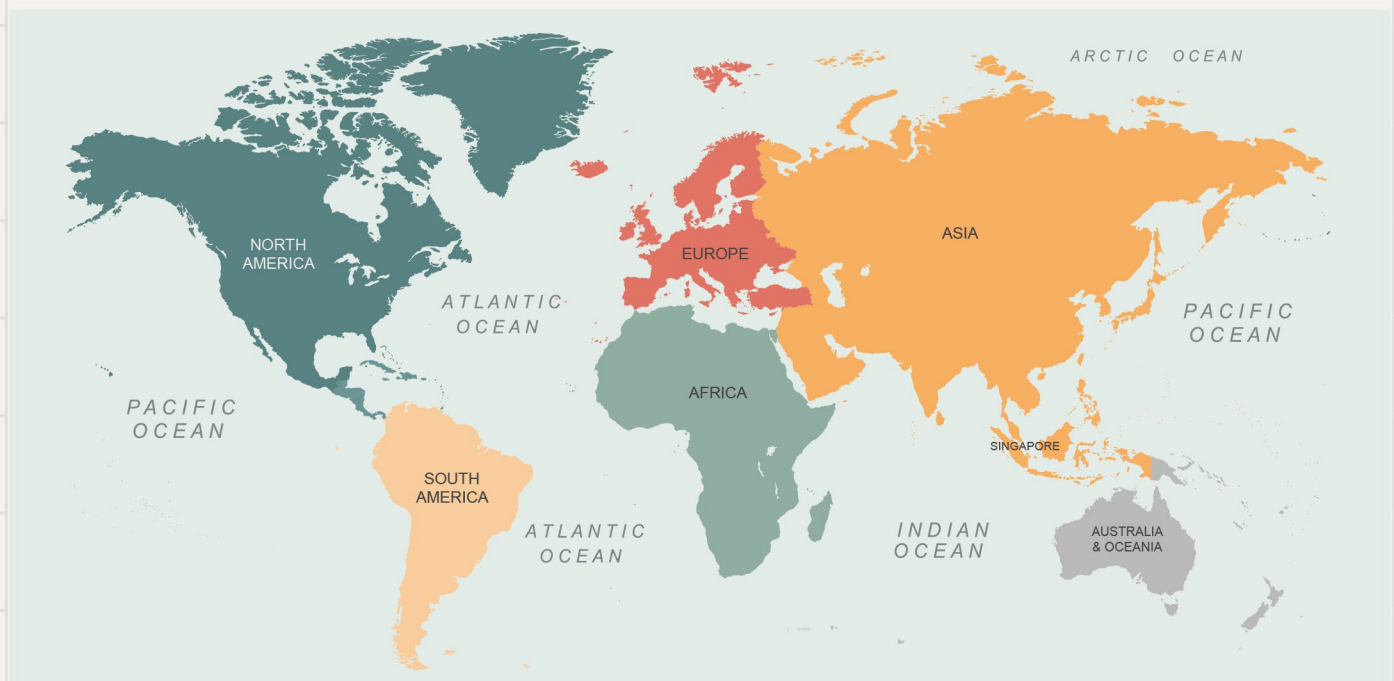 ARCTIC OCEAN
NORTH
AMERICA
ASIA
EUROPE
ATLANTIC
OCEAN
PACIFIC
OCEAN
AFRICA
PACIFIC
OCEAN
SINGAPORE
SOUTH
AMERICA
ATLANTIC
OCEAN
INDIAN
OCEAN
AUSTRALIA
& OCEANIA